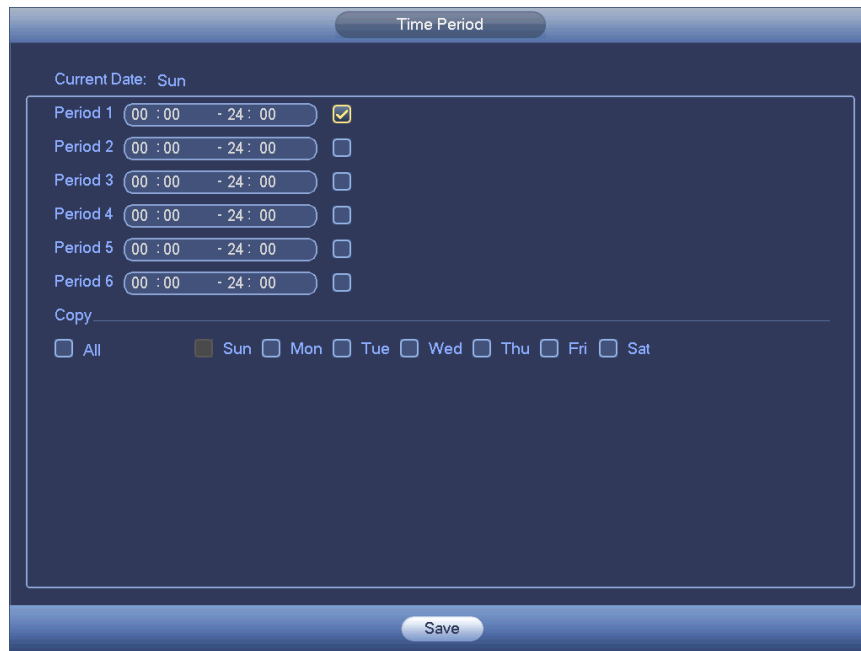 Time Period
Current Date: Sun
Period 1 00 :00 - 24 : 00
Period 2 00 :00 - 24 : 00
Period 3 00 :00 - 24 : 00
Period 4 00 :00 - 24 : 00
Period 5 00 :00 - 24 : 00
Period 6 00 :00 - 24 : 00
Copy
All Sun Mon Tue Wed Thu Fri Sat
Save